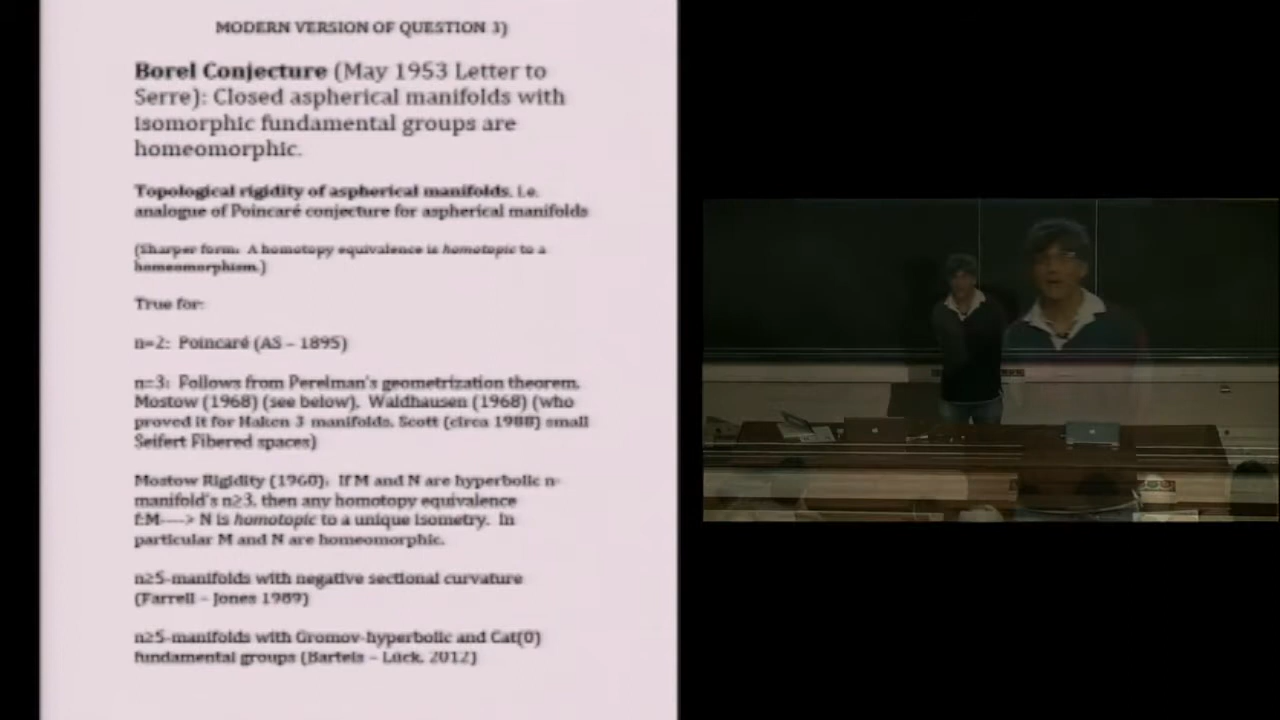 MODERN VERSION OF QUESTION 3)
Borel Conjecture (May 1953 Letter to
Serre): Closed aspherical manifolds with
isomorphic fundamental groups are
homeomorphic.
Topological rigidity of aspherical manifolds. i.e.
analogue of Poincaré conjecture for aspherical manifolds
(Sharper form. A homotopy equivalence is homotopic to a
homeomorphism.)
True for:
n=2: Poincaré (AS – 1895)
n=3: Follows from Perelman's geometrization theorem,
Mostow (1968) (see below), Waldhausen (1968) (who
proved it for Haken 3 manifolds, Scott (circa 1980) small
Seifert Fibered spaces)
Mostow Rigidity (1968). If M and N are hyperbolic n-
manifold's n≥3, then any homotopy equivalence
f:M----> N is homotopic to a unique isometry. In
particular M and N are homeomorphic.
n≥5-manifolds with negative sectional curvature
(Farrell – Jones 1989)
n≥5-manifolds with Gromov-hyperbolic and Cat(0)
fundamental groups (Bartels – Lück, 2012)